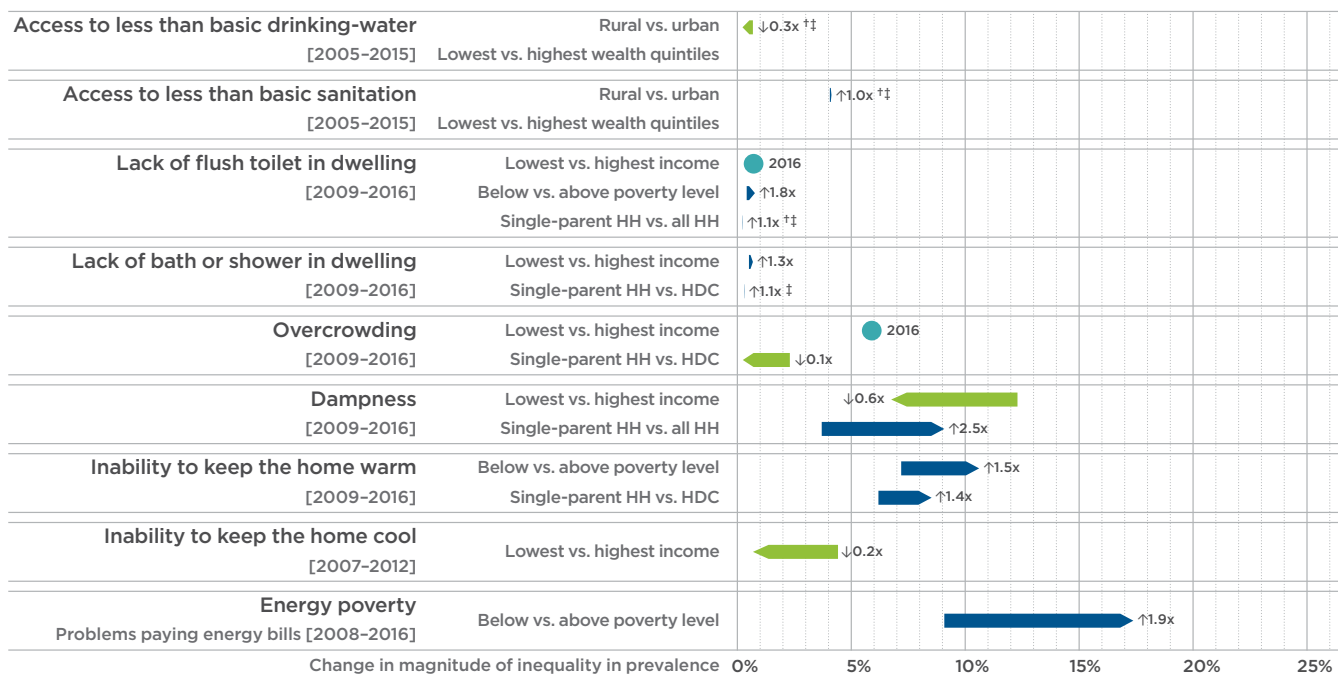 Access to less than basic drinking-water Rural vs. urban ↓0.3x †‡
[2005–2015] Lowest vs. highest wealth quintiles
Access to less than basic sanitation Rural vs. urban ↑1.0x †‡
[2005–2015] Lowest vs. highest wealth quintiles
Lack of flush toilet in dwelling Lowest vs. highest income 2016
[2009–2016] Below vs. above poverty level ↑1.8x
Single-parent HH vs. all HH ↑1.1x †‡
Lack of bath or shower in dwelling Lowest vs. highest income ↑1.3x
[2009–2016] Single-parent HH vs. HDC ↑1.1x ‡
Overcrowding Lowest vs. highest income 2016
[2009–2016] Single-parent HH vs. HDC ↓0.1x
Dampness Lowest vs. highest income ↓0.6x
[2009–2016] Single-parent HH vs. all HH ↑2.5x
Inability to keep the home warm Below vs. above poverty level ↑1.5x
[2009–2016] Single-parent HH vs. HDC ↑1.4x
Inability to keep the home cool
Lowest vs. highest income ↓0.2x
[2007–2012]
Energy poverty
Below vs. above poverty level ↑1.9x
Problems paying energy bills [2008–2016]
Change in magnitude of inequality in prevalence 0% 5% 10% 15% 20% 25%